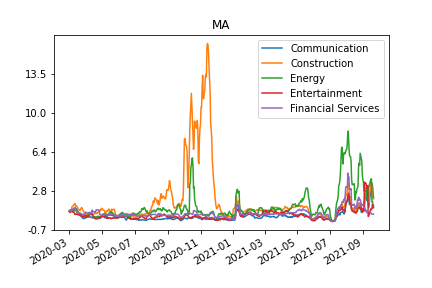 MA
Communication
Construction
Energy
Entertainment
Financial Services
13.5
10.0
6.4
2.8
-0.7
2020-03
2020-05
2020-07
2020-09
2020-11
2021-01
2021-03
2021-05
2021-07
2021-09